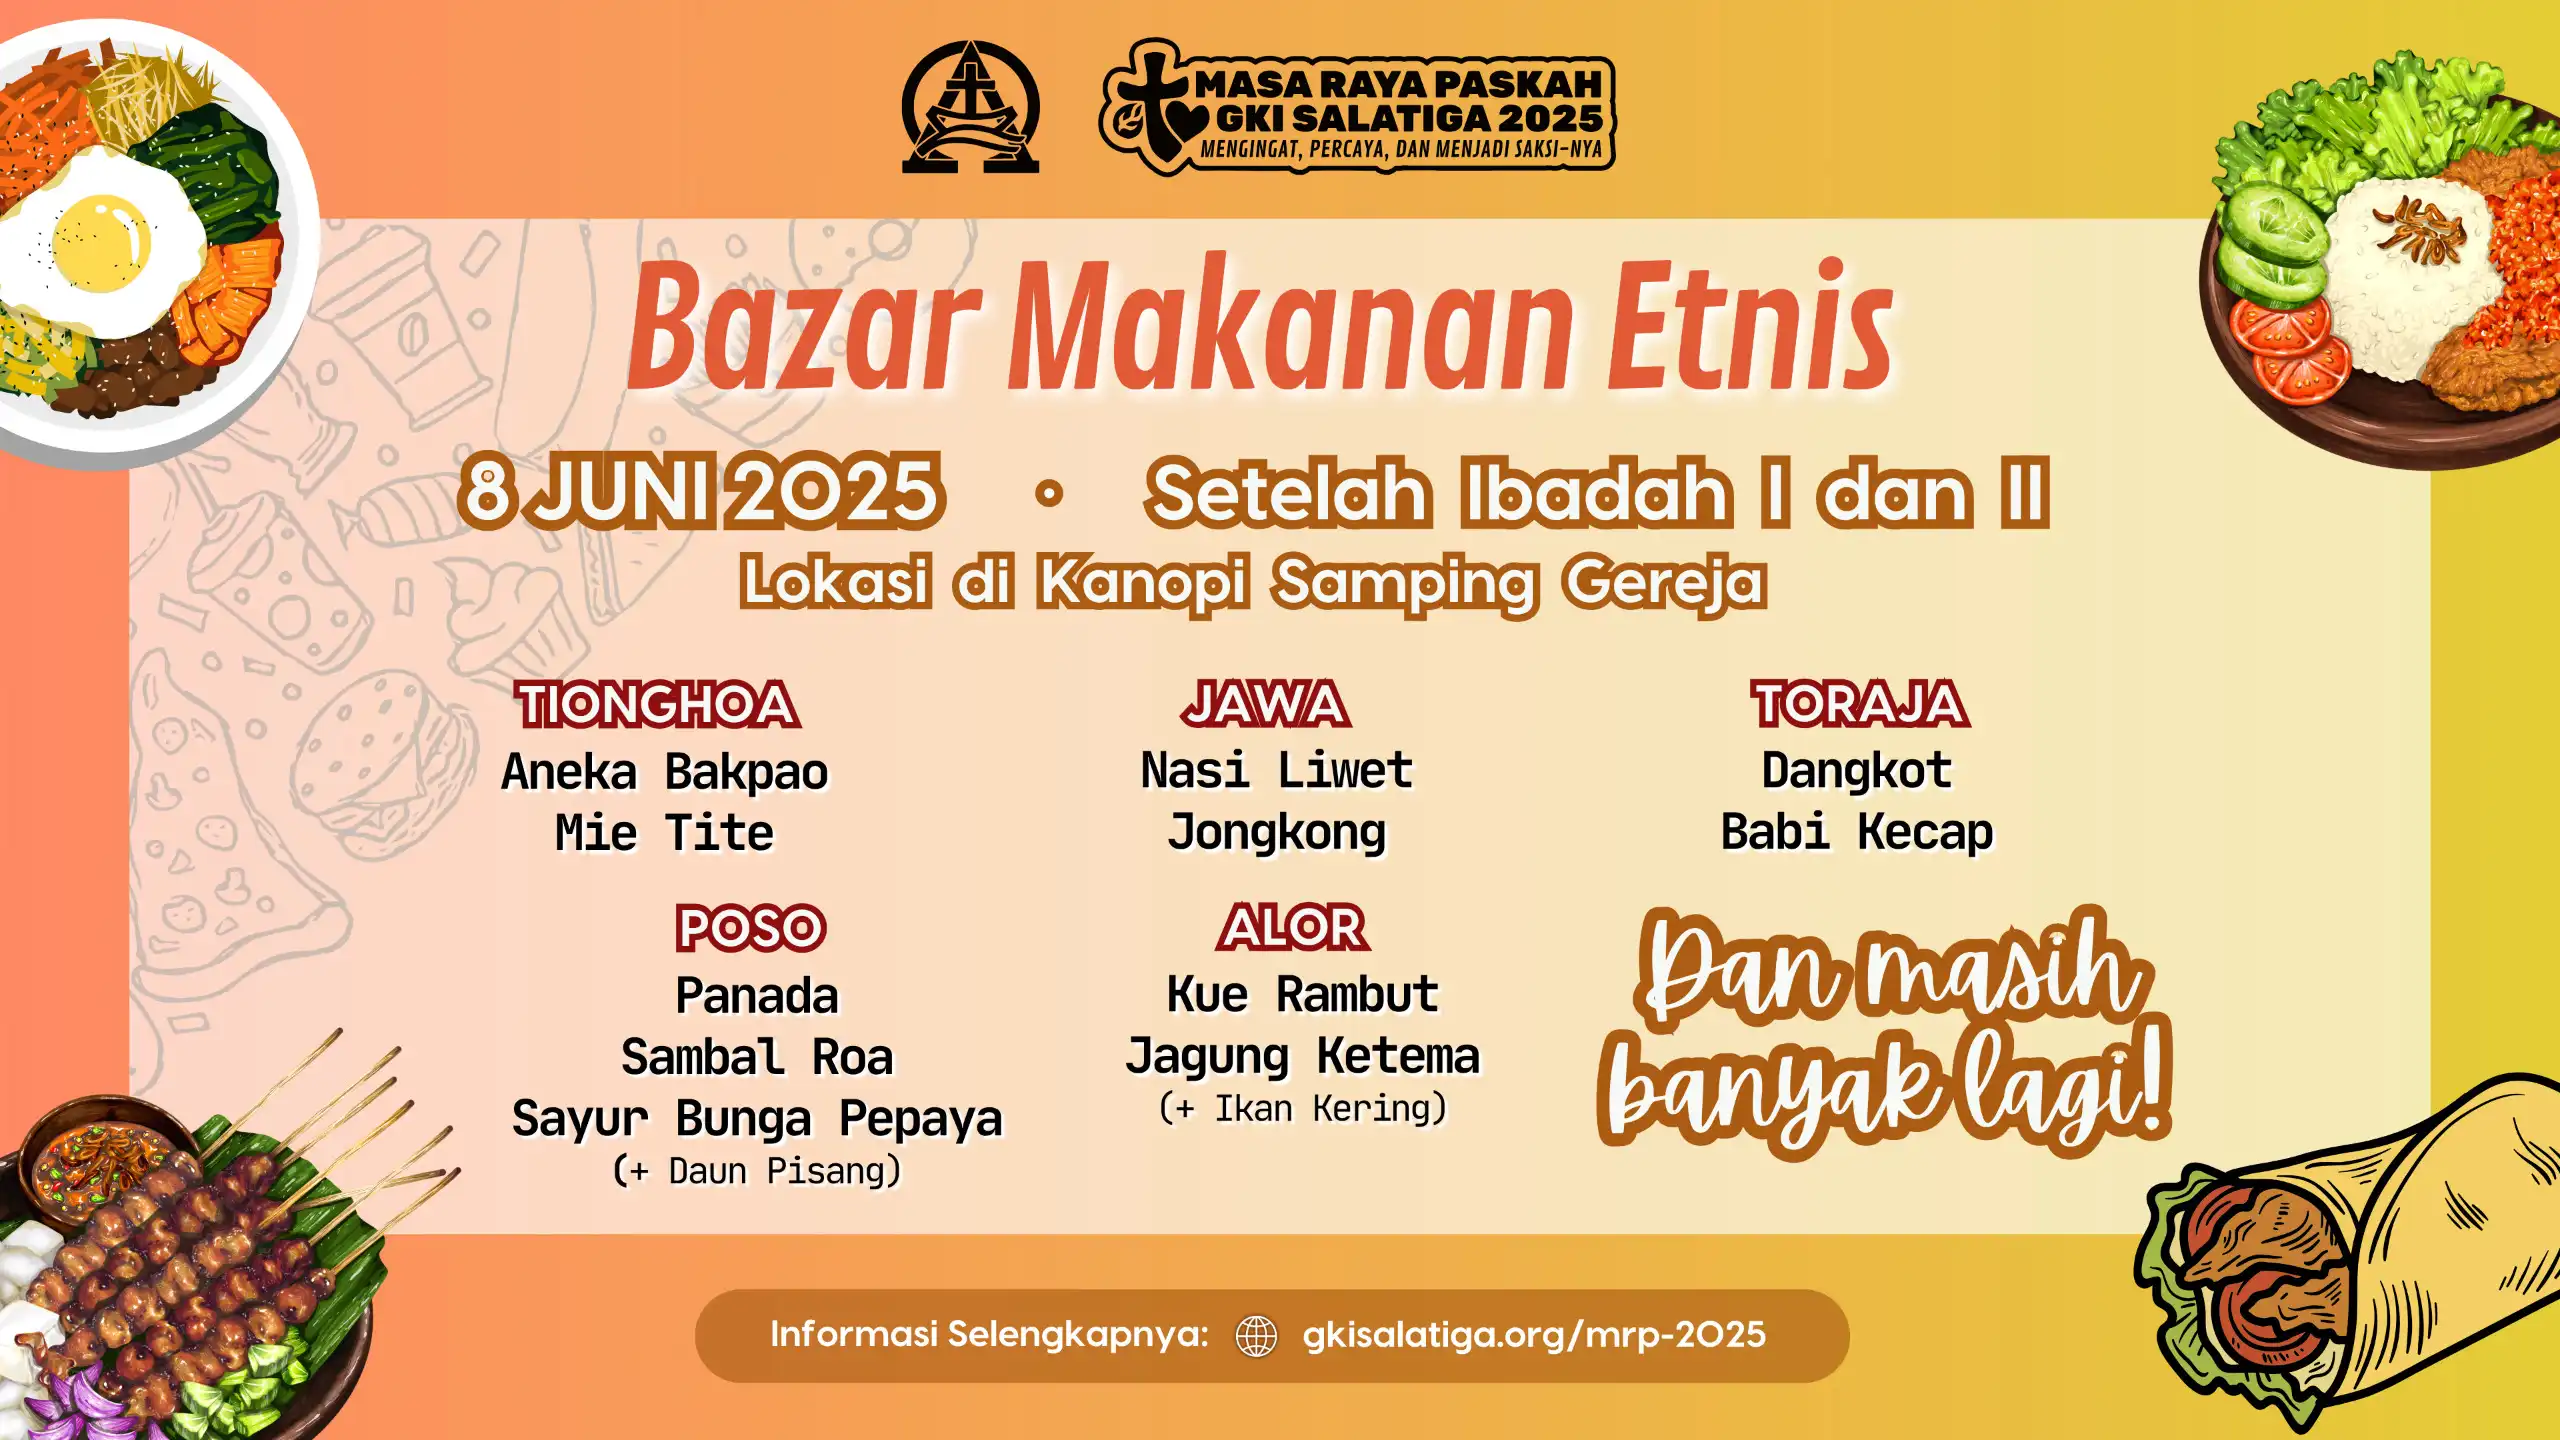 MASA RAYA PASKAH
GKI SALATIGA 2025
MENGINGAT, PERCAYA, DAN MENJADI SAKSI-NYA
Bazar Makanan Etnis
8 JUNI 2025 • Setelah Ibadah I dan II
Lokasi di Kanopi Samping Gereja
TIONGHOA
Aneka Bakpao
Mie Tite
JAWA
Nasi Liwet
Jongkong
TORAJA
Dangkot
Babi Kecap
POSO
Panada
Sambal Roa
Sayur Bunga Pepaya
(+ Daun Pisang)
ALOR
Kue Rambut
Jagung Ketema
(+ Ikan Kering)
Dan masih
banyak lagi!
Informasi Selengkapnya: gkisalatiga.org/mrp-2025